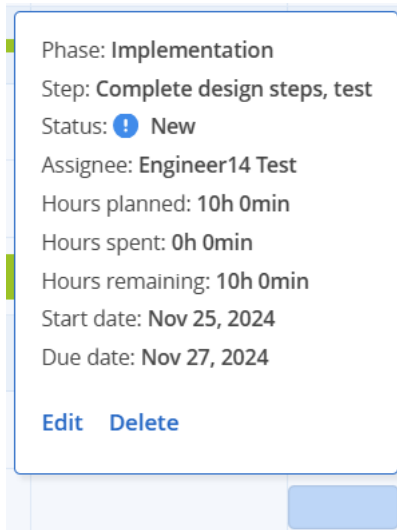 Phase: Implementation
Step: Complete design steps, test
Status: New
Assignee: Engineer14 Test
Hours planned: 10h 0min
Hours spent: 0h 0min
Hours remaining: 10h 0min
Start date: Nov 25, 2024
Due date: Nov 27, 2024
Edit Delete